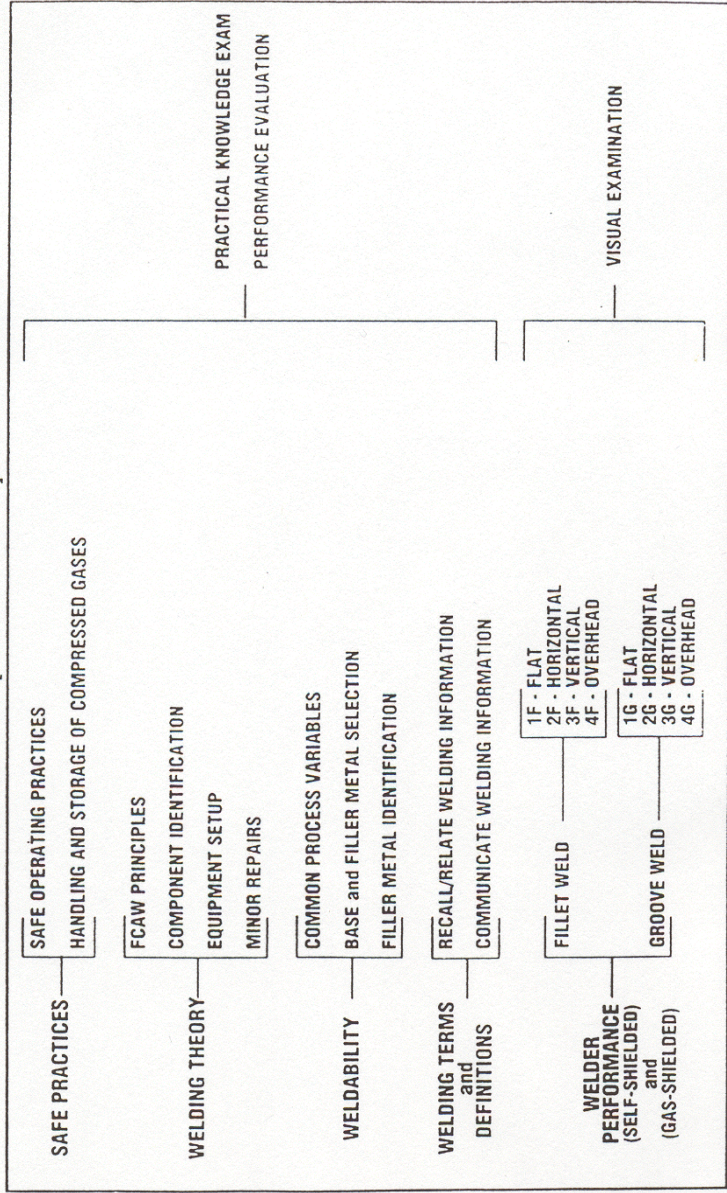 SAFE PRACTICES
SAFE OPERATING PRACTICES
HANDLING AND STORAGE OF COMPRESSED GASES
WELDING THEORY
FCAW PRINCIPLES
COMPONENT IDENTIFICATION
EQUIPMENT SETUP
MINOR REPAIRS
WELDABILITY
COMMON PROCESS VARIABLES
BASE and FILLER METAL SELECTION
FILLER METAL IDENTIFICATION
WELDING TERMS
and
DEFINITIONS
RECALL/RELATE WELDING INFORMATION
COMMUNICATE WELDING INFORMATION
PRACTICAL KNOWLEDGE EXAM
PERFORMANCE EVALUATION
WELDER
PERFORMANCE
(SELF-SHIELDED)
and
(GAS-SHIELDED)
FILLET WELD
1F - FLAT
2F - HORIZONTAL
3F - VERTICAL
4F - OVERHEAD
GROOVE WELD
1G - FLAT
2G - HORIZONTAL
3G - VERTICAL
4G - OVERHEAD
VISUAL EXAMINATION